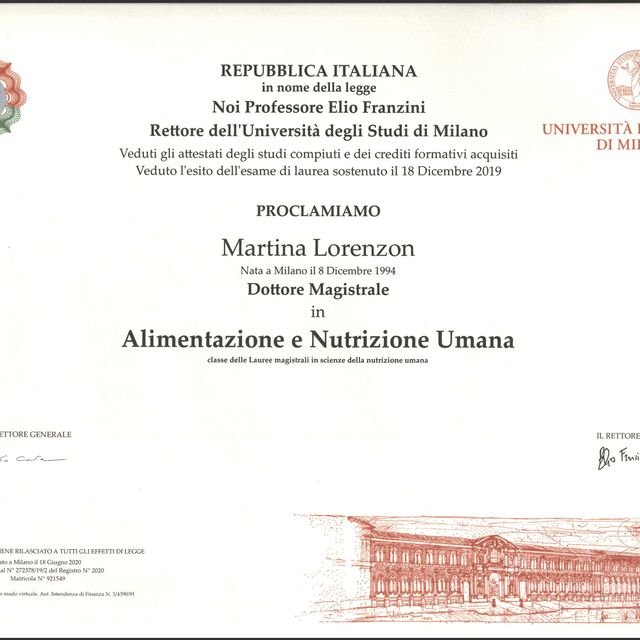 REPUBBLICA ITALIANA
in nome della legge
Noi Professore Elio Franzini
Rettore dell'Università degli Studi di Milano
Veduti gli attestati degli studi compiuti e dei crediti formativi acquisiti
Veduto l'esito dell'esame di laurea sostenuto il 18 Dicembre 2019
UNIVERSITÀ
DI
PROCLAMIAMO
Martina Lorenzon
Nata a Milano il 8 Dicembre 1994
Dottore Magistrale
in
Alimentazione e Nutrizione Umana
classe delle Lauree magistrali in scienze della nutrizione umana
ETTORE GENERALE
IL RETTORE
IENE RILASCIATO A TUTTI GLI EFFETTI DI LEGGE
ato a Milano il 18 Giugno 2020
al N° 272378/19/2 del Registro N° 2020
Matricola N° 921549
n modo virtuale. Aut. Intendenza di Finanza N. 3/4390/91